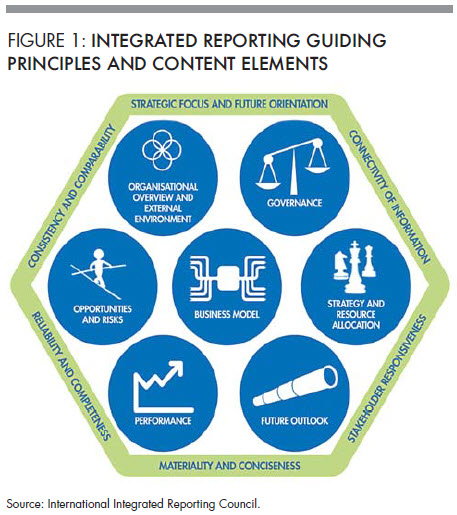 FIGURE 1: INTEGRATED REPORTING GUIDING
PRINCIPLES AND CONTENT ELEMENTS
STRATEGIC FOCUS AND FUTURE ORIENTATION
CONSISTENCY AND COMPARABILITY
CONNECTIVITY OF INFORMATION
ORGANISATIONAL
OVERVIEW AND
EXTERNAL
ENVIRONMENT
GOVERNANCE
OPPORTUNITIES
AND RISKS
BUSINESS MODEL
STRATEGY AND
RESOURCE
ALLOCATION
RELIABILITY AND COMPLETENESS
STAKEHOLDER RESPONSIVENESS
PERFORMANCE
FUTURE OUTLOOK
MATERIALITY AND CONCISENESS
Source: International Integrated Reporting Council.